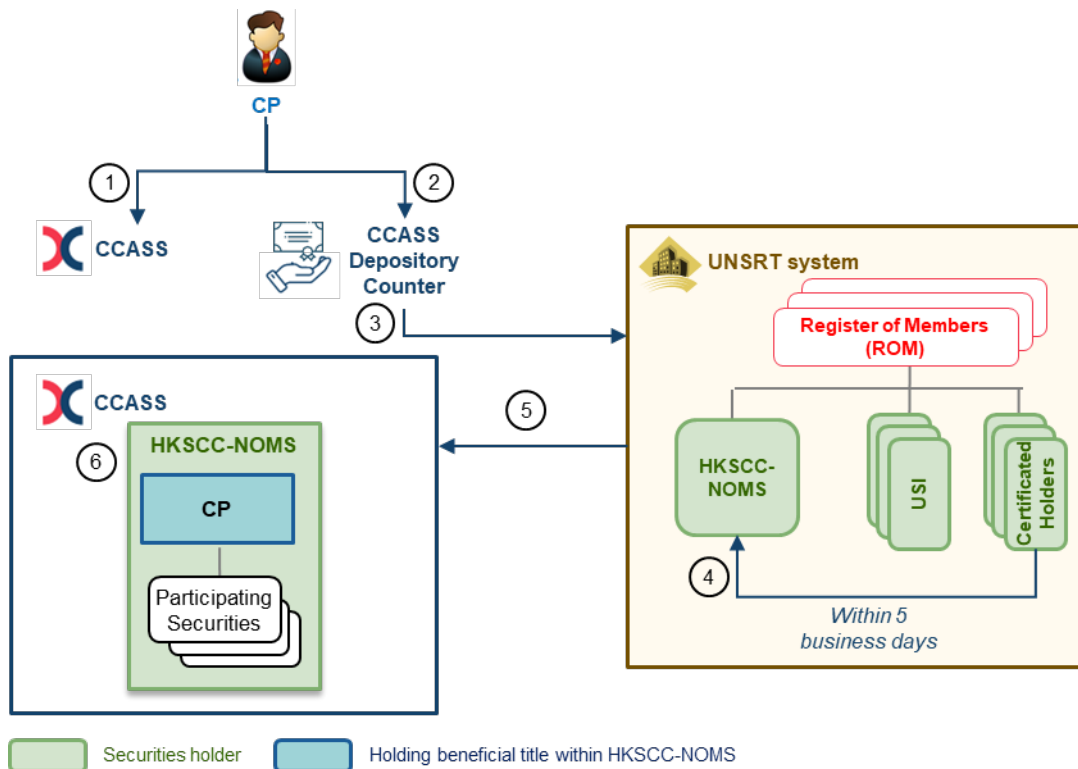 CP
1
2
CCASS
CCASS
Depository
Counter
3
UNSRT system
Register of Members
(ROM)
HKSCC-
NOMS
USI
Certificated
Holders
4
Within 5
business days
5
CCASS
6
HKSCC-NOMS
CP
Participating
Securities
Securities holder
Holding beneficial title within HKSCC-NOMS